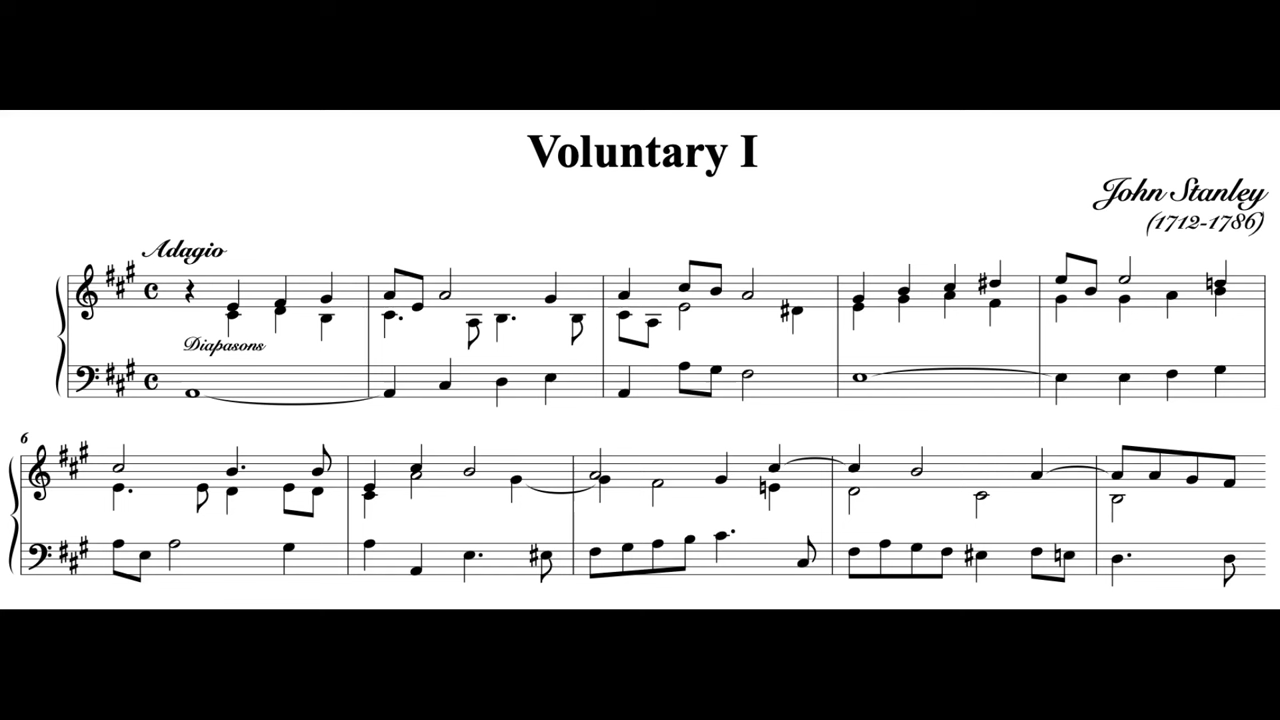 Voluntary I
John Stanley
(1712-1786)
Adagio
Diapasons
6